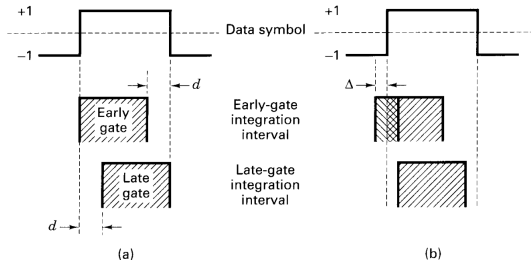 +1
Data symbol
−1
d
Early
gate
Early-gate
integration
interval
Late
gate
Late-gate
integration
interval
d
(a)
+1
−1
Δ
(b)